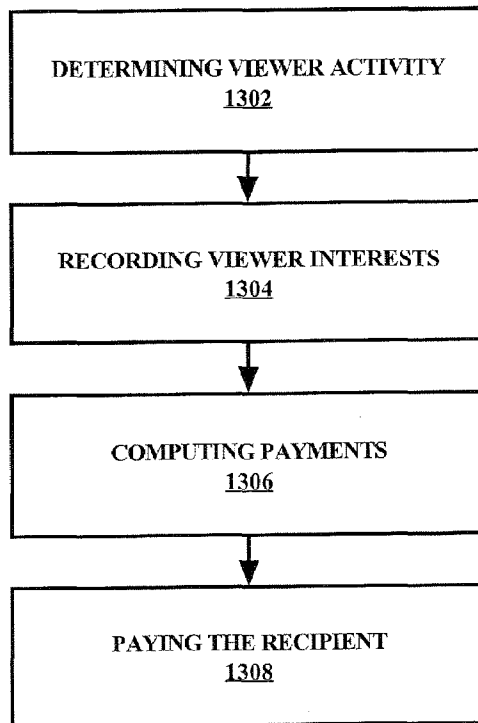 DETERMINING VIEWER ACTIVITY
1302
RECORDING VIEWER INTERESTS
1304
COMPUTING PAYMENTS
1306
PAYING THE RECIPIENT
1308